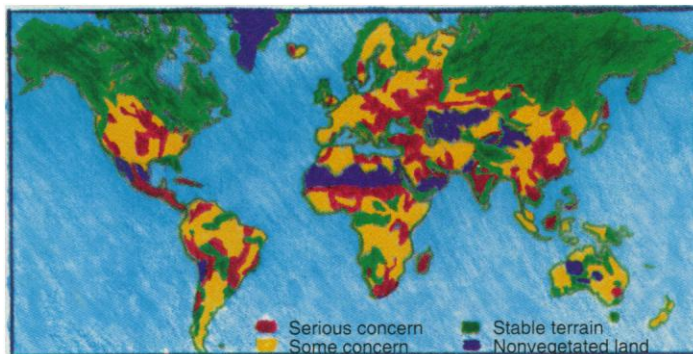 Serious concern
Stable terrain
Some concern
Nonvegetated land